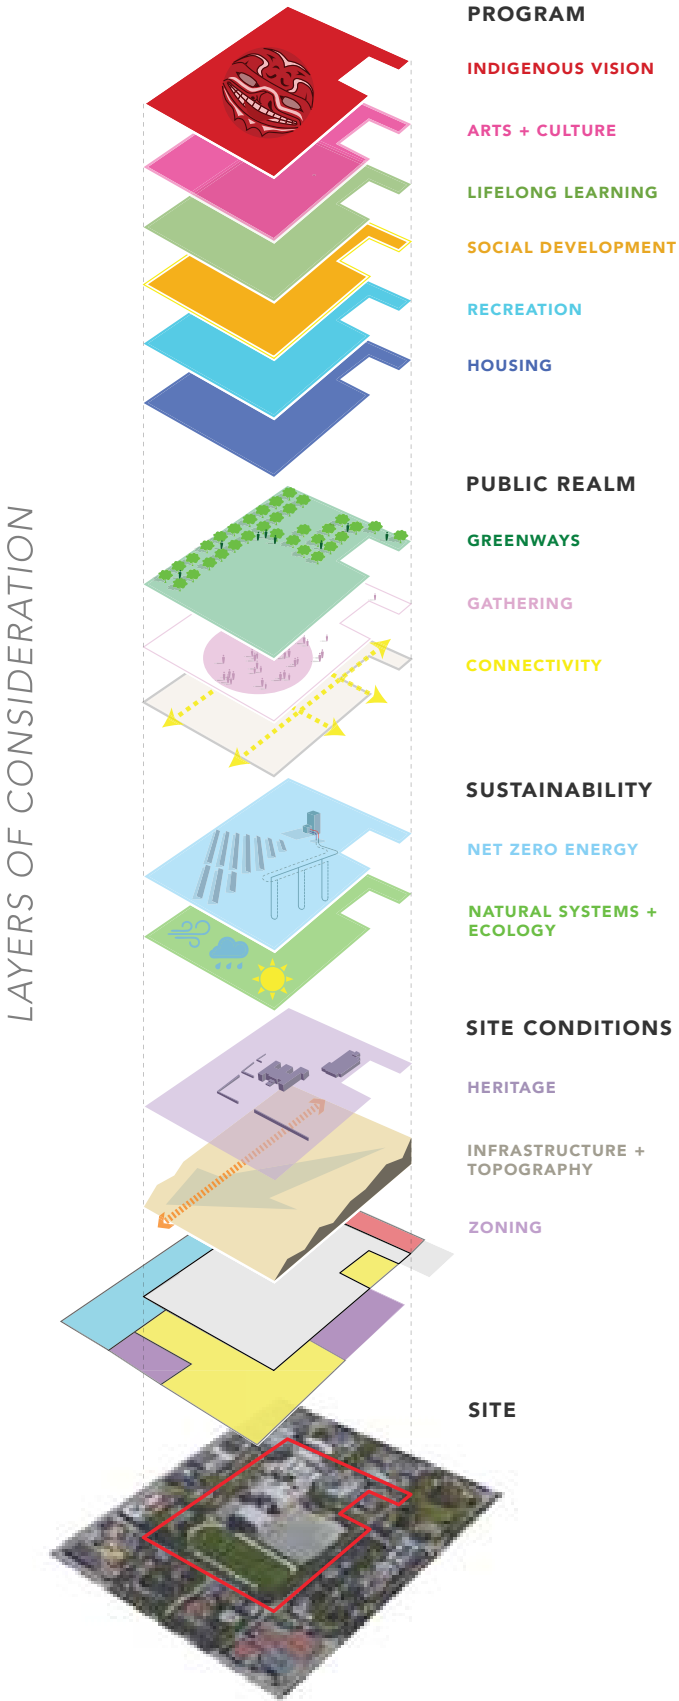 PROGRAM
INDIGENOUS VISION
ARTS + CULTURE
LIFELONG LEARNING
SOCIAL DEVELOPMENT
RECREATION
HOUSING
PUBLIC REALM
GREENWAYS
GATHERING
CONNECTIVITY
LAYERS OF CONSIDERATION
SUSTAINABILITY
NET ZERO ENERGY
NATURAL SYSTEMS +
ECOLOGY
SITE CONDITIONS
HERITAGE
INFRASTRUCTURE +
TOPOGRAPHY
ZONING
SITE